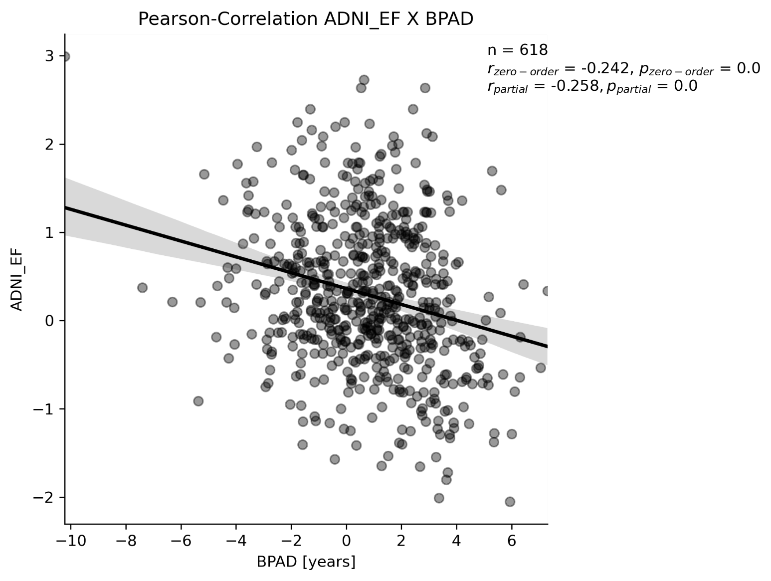 Pearson-Correlation ADNI_EF X BPAD
n = 618
r_zero-order = -0.242, p_zero-order = 0.0
r_partial = -0.258, p_partial = 0.0
ADNI_EF
3
2
1
0
−1
−2
−10 −8 −6 −4 −2 0 2 4 6
BPAD [years]